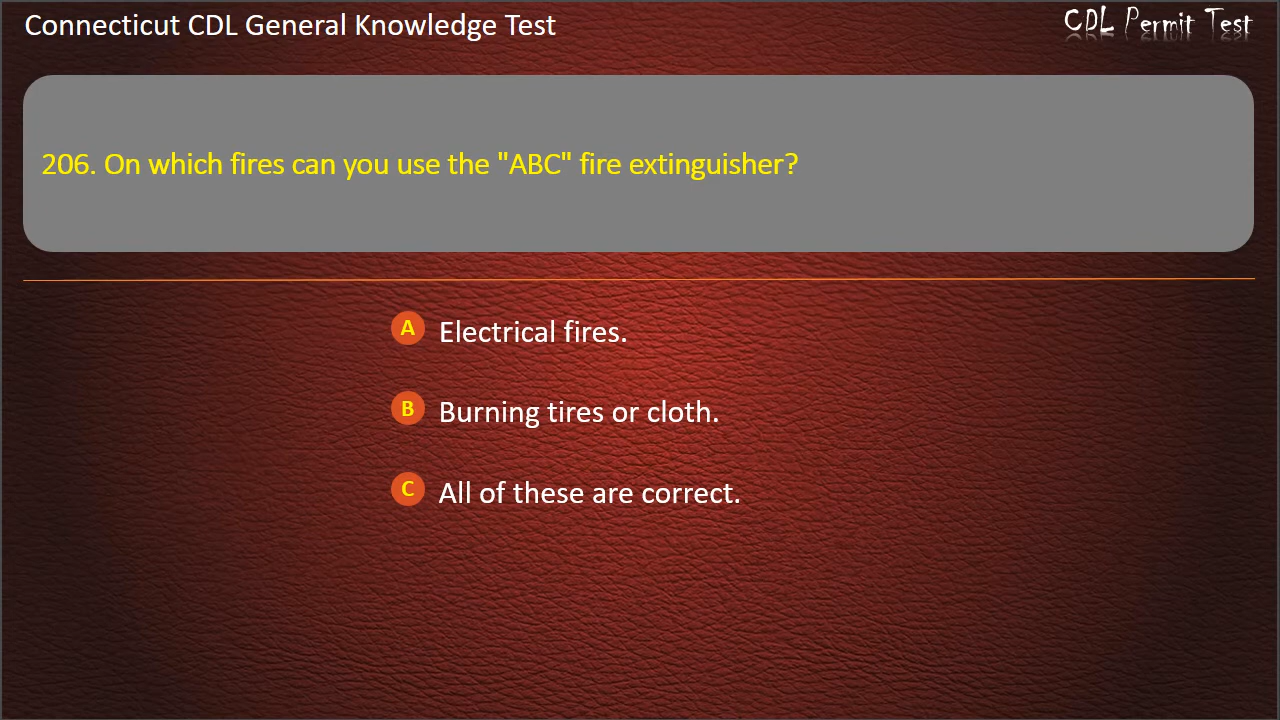 Connecticut CDL General Knowledge Test
CDL Permit Test
206. On which fires can you use the "ABC" fire extinguisher?
A Electrical fires.
B Burning tires or cloth.
C All of these are correct.